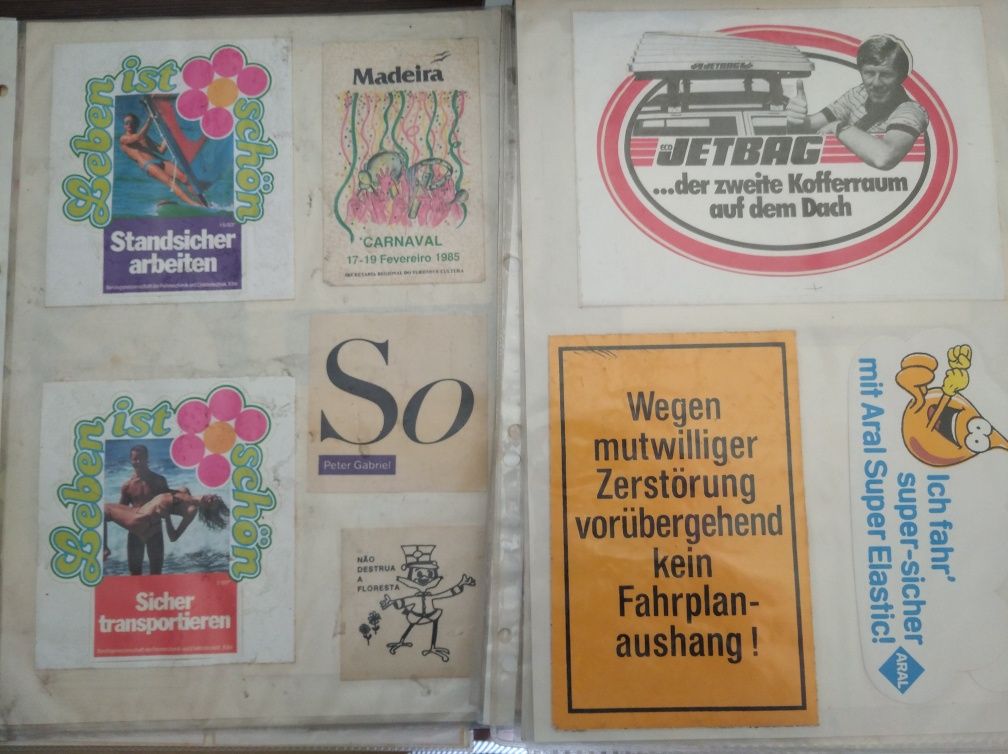 Leben ist schön
Standsicher
arbeiten
Madeira
CARNAVAL
17-19 Fevereiro 1985
SECRETARIA REGIONAL DO TURISMO E CULTURA
Leben ist schön
Sicher
transportieren
So
Peter Gabriel
NÃO
DESTRUA
A
FLORESTA
JETBAG
ECO JETBAG
...der zweite Kofferraum
auf dem Dach
Wegen
mutwilliger
Zerstörung
vorübergehend
kein
Fahrplan-
aushang !
Ich fahr'
super-sicher
mit Aral Super Elastic!
ARAL